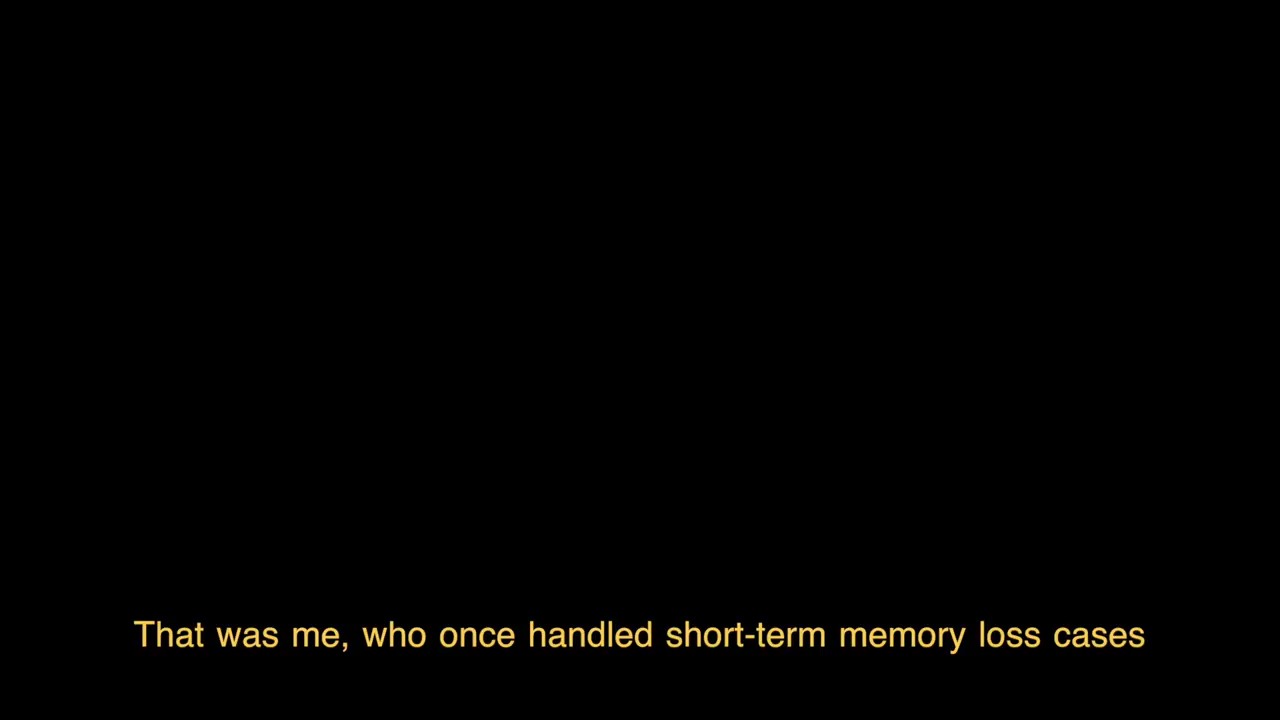 That was me, who once handled short-term memory loss cases